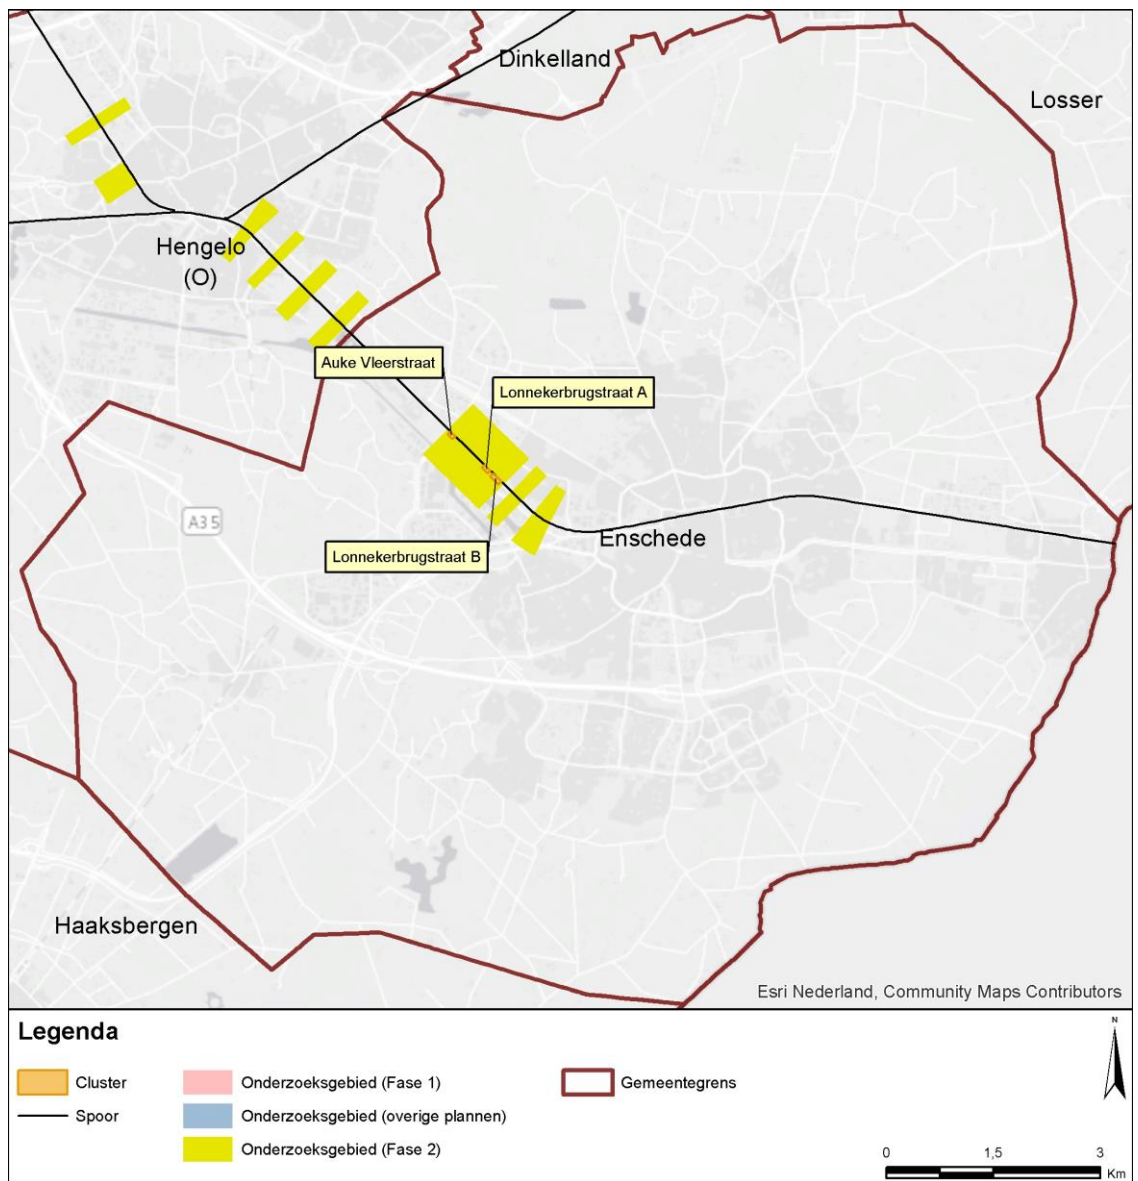 Dinkelland
Losser
Hengelo
(O)
Auke Vleerstraat
Lonnekerbrugstraat A
A35
Lonnekerbrugstraat B
Enschede
Haaksbergen
Esri Nederland, Community Maps Contributors
Legenda
N
Cluster
Onderzoeksgebied (Fase 1)
Gemeentegrens
Spoor
Onderzoeksgebied (overige plannen)
Onderzoeksgebied (Fase 2)
0 1,5 3
Km